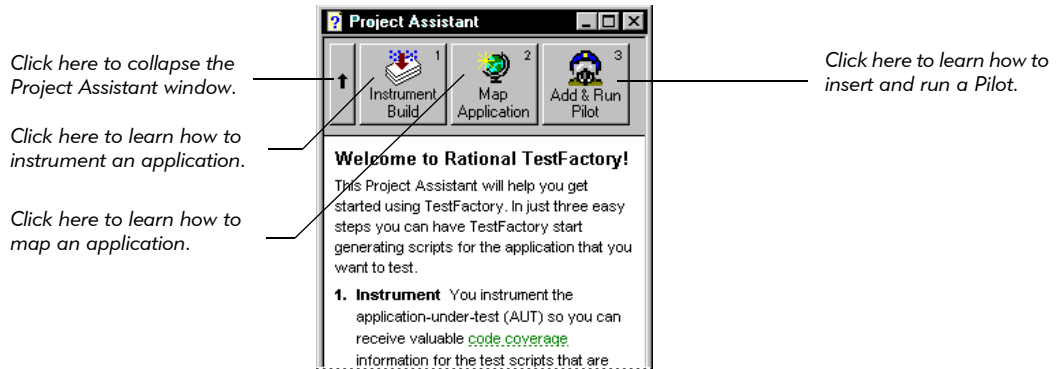 Project Assistant
Click here to collapse the
Project Assistant window.
Click here to learn how to
instrument an application.
Click here to learn how to
map an application.
1
Instrument
Build
2
Map
Application
3
Add & Run
Pilot
Click here to learn how to
insert and run a Pilot.
Welcome to Rational TestFactory!
This Project Assistant will help you get
started using TestFactory. In just three easy
steps you can have TestFactory start
generating scripts for the application that you
want to test.
1. Instrument You instrument the
application-under-test (AUT) so you can
receive valuable code coverage
information for the test scripts that are